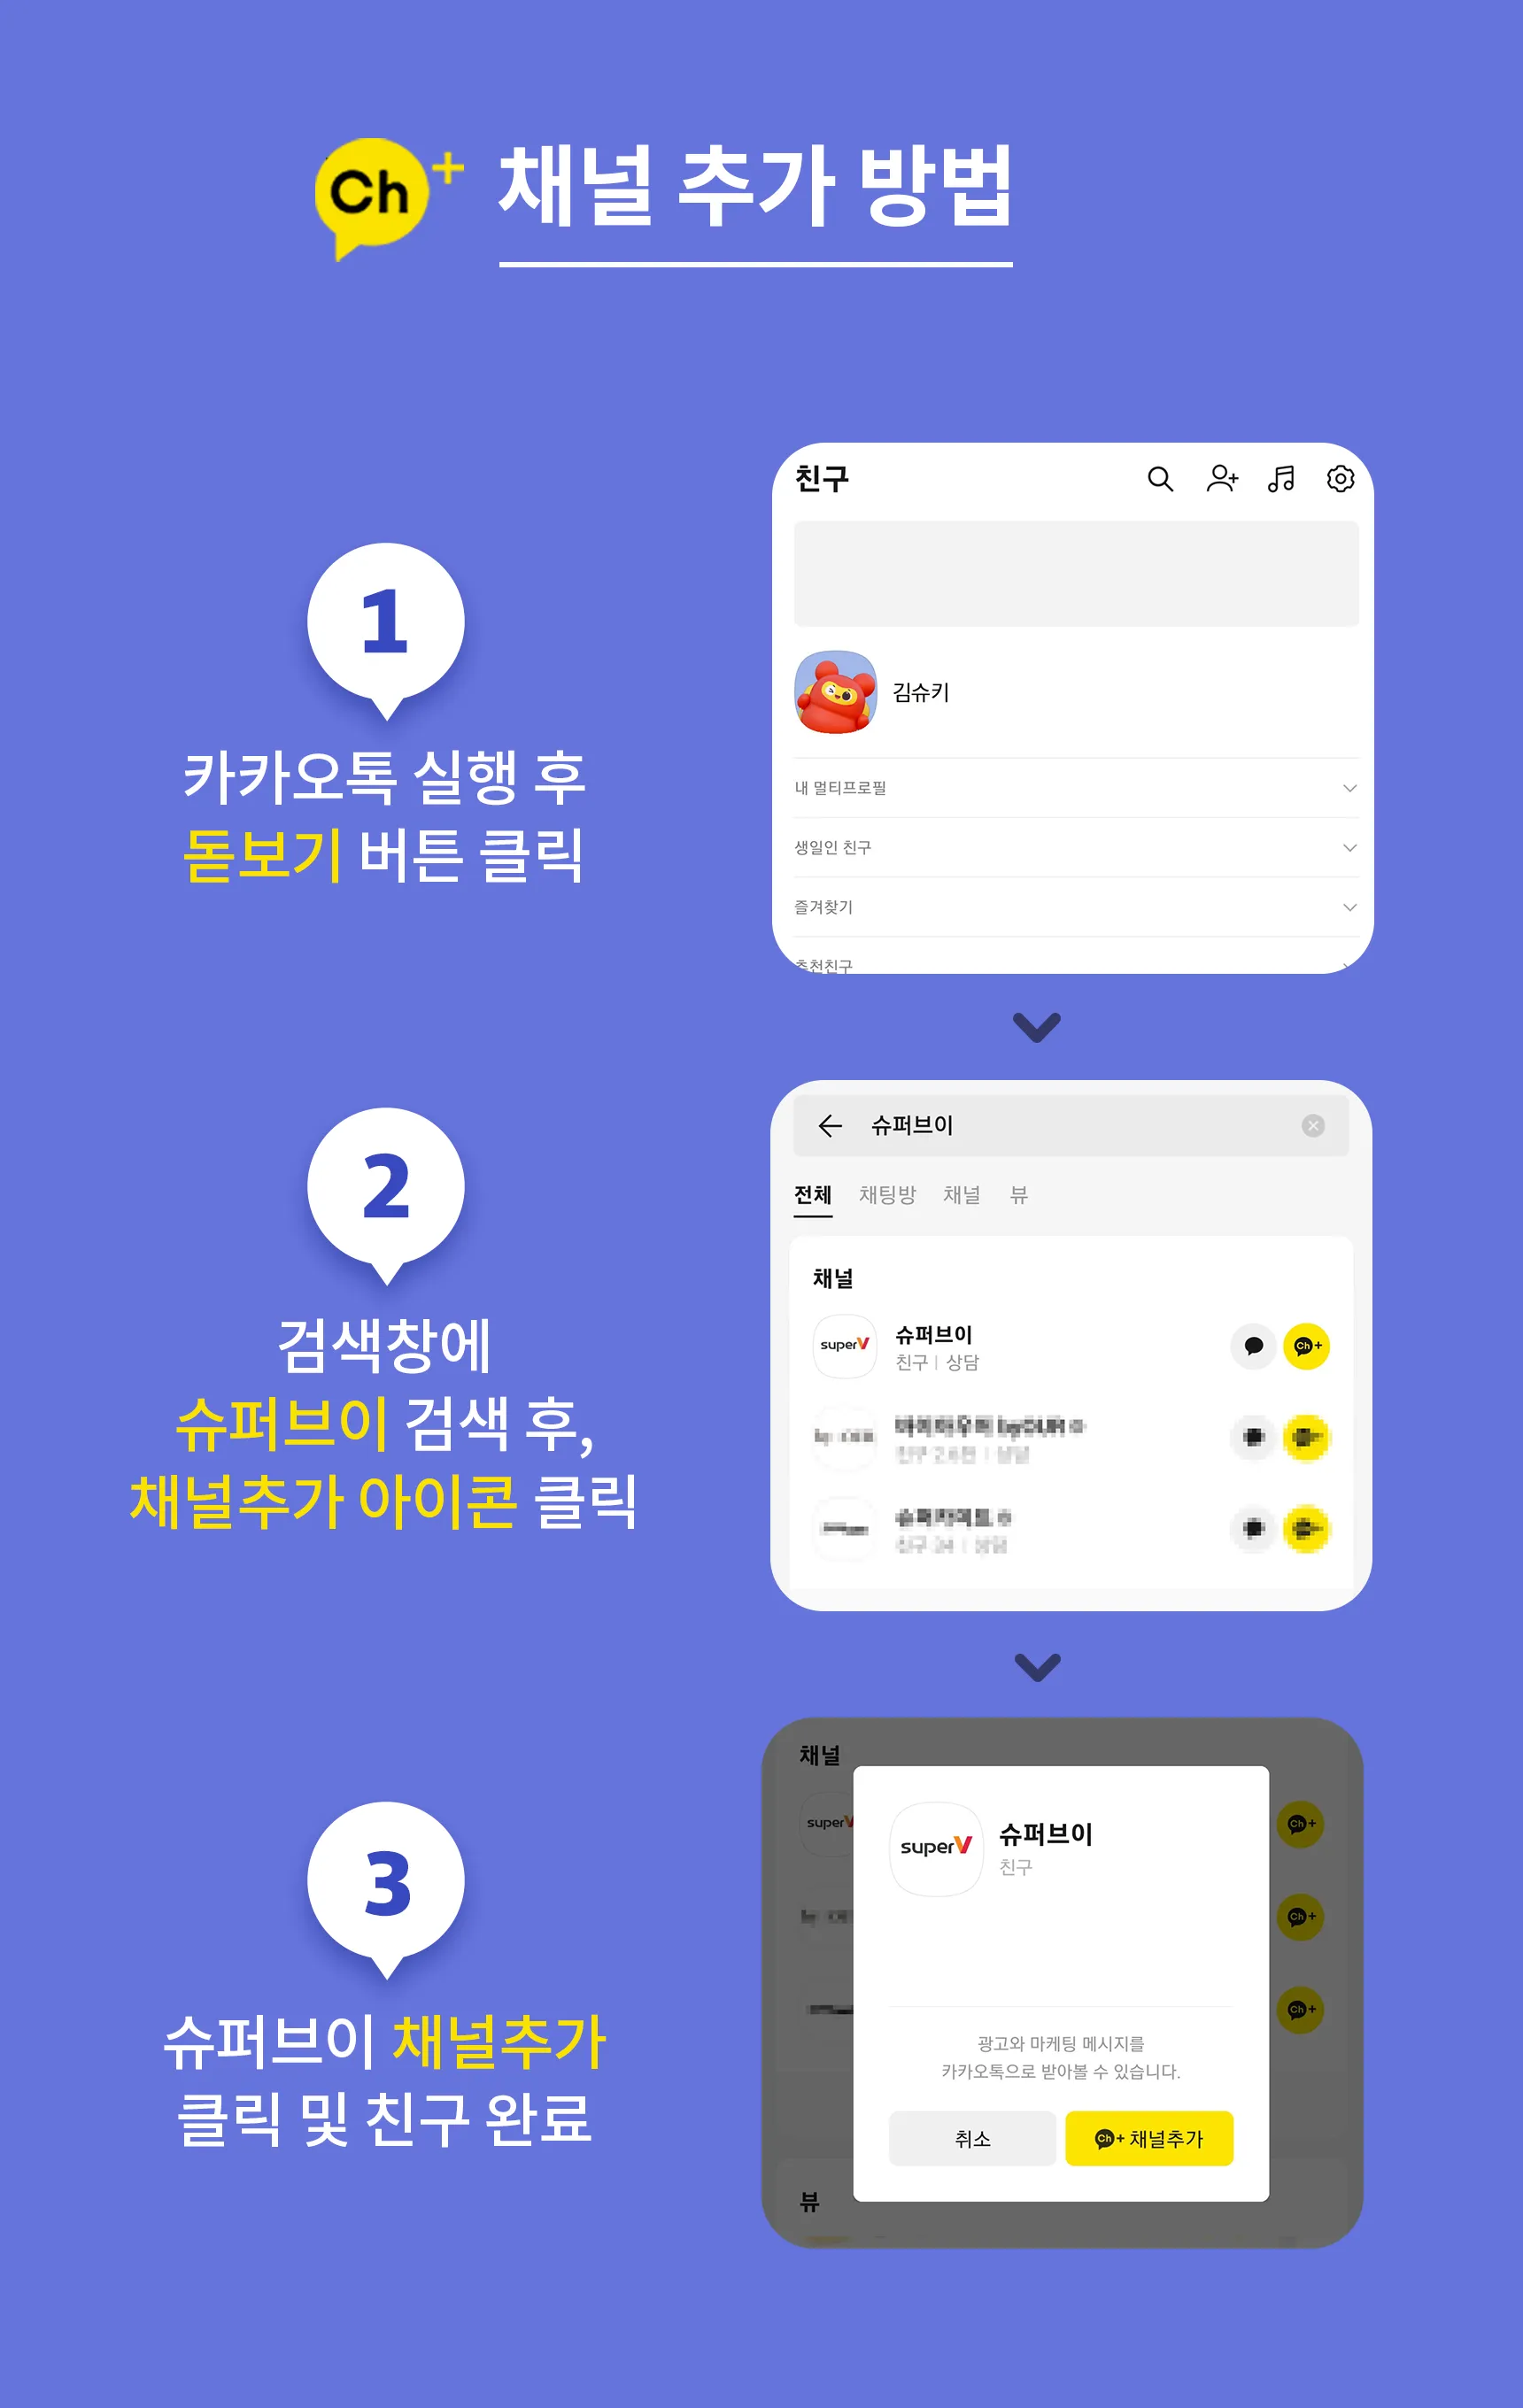 Ch+ 채널 추가 방법
1
카카오톡 실행 후
돋보기 버튼 클릭
친구
김슈키
내 멀티프로필
생일인 친구
즐겨찾기
추천친구
2
검색창에
슈퍼브이 검색 후,
채널추가 아이콘 클릭
슈퍼브이
전체 채팅방 채널 뷰
채널
superV
슈퍼브이
친구 | 상담
Ch+
3
슈퍼브이 채널추가
클릭 및 친구 완료
채널
superV
Ch+
Ch+
Ch+
superV
슈퍼브이
친구
광고와 마케팅 메시지를
카카오톡으로 받아볼 수 있습니다.
취소
Ch+ 채널추가
뷰